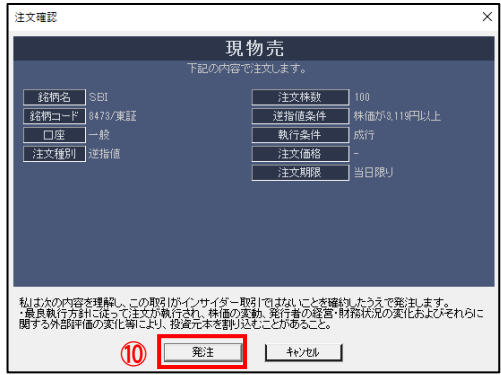 注文確認
現物売
下記の内容で注文します。
銘柄名 SBI
銘柄コード 8473/東証
口座 一般
注文種別 逆指値
注文株数 100
逆指値条件 株価が3,119円以上
執行条件 成行
注文価格 -
注文期限 当日限り
私は次の内容を理解し、この取引がインサイダー取引ではないことを確約したうえで発注します。
・最良執行方針に従って注文が執行され、株価の変動、発行者の経営・財務状況の変化およびそれらに
関する外部評価の変化等により、投資元本を割り込むことがあること。
⑩ 発注 キャンセル